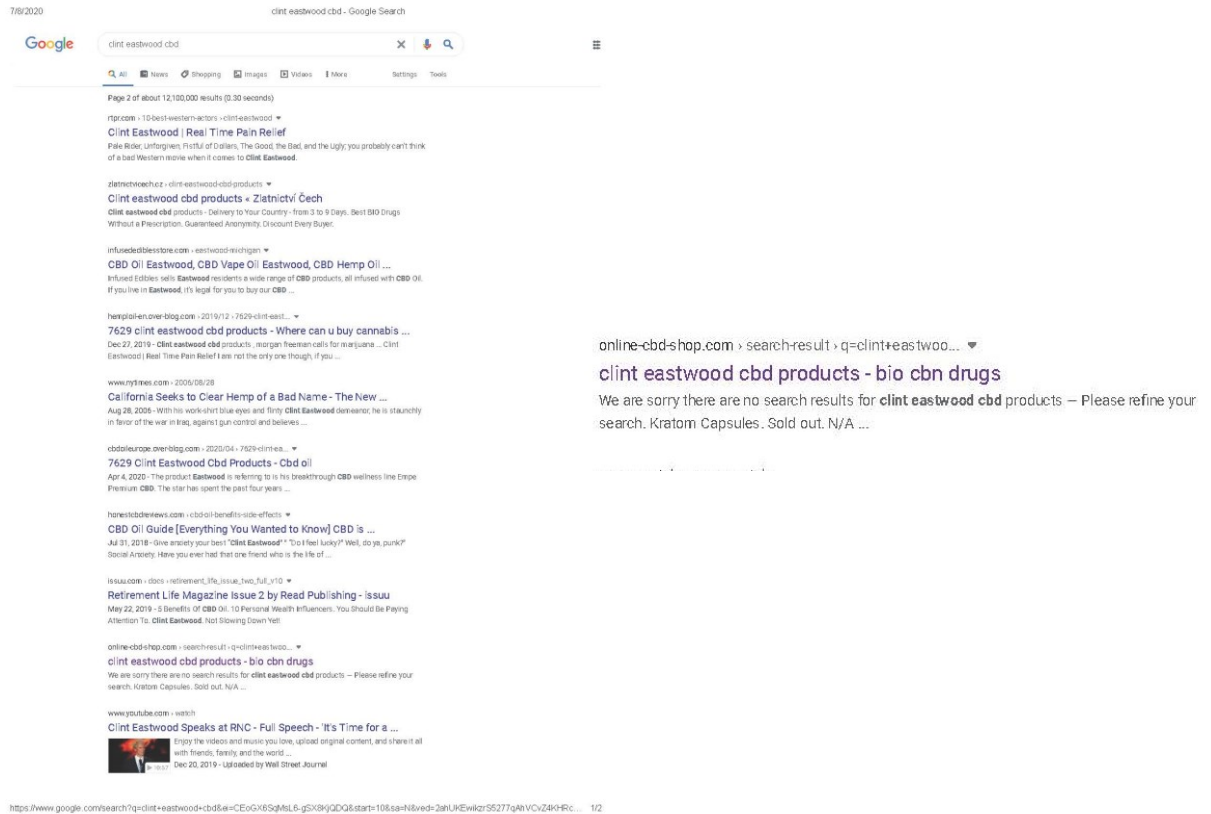 7/8/2020
clint eastwood cbd - Google Search
Google
clint eastwood cbd
All News Shopping Images Videos More Settings Tools
Page 2 of about 12,100,000 results (0.30 seconds)
rtpr.com › 10-best-western-actors › clint-eastwood
Clint Eastwood | Real Time Pain Relief
Pale Rider, Unforgiven, Fistful of Dollars, The Good, the Bad, and the Ugly; you probably can't think
of a bad Western movie when it comes to Clint Eastwood.
zlatnictvicech.cz › clint-eastwood-cbd-products
Clint eastwood cbd products « Zlatnictví Čech
Clint eastwood cbd products - Delivery to Your Country - from 3 to 9 Days. Best BIO Drugs
Without a Prescription. Guaranteed Anonymity, Discount Every Buyer.
infusedediblesstore.com › eastwood-michigan
CBD Oil Eastwood, CBD Vape Oil Eastwood, CBD Hemp Oil ...
Infused Edibles sells Eastwood residents a wide range of CBD products, all infused with CBD Oil.
If you live in Eastwood, it's legal for you to buy our CBD ...
hemploil-en.over-blog.com › 2019/12 › 7629-clint-east...
7629 clint eastwood cbd products - Where can u buy cannabis ...
Dec 27, 2019 - Clint eastwood cbd products , morgan freeman calls for marijuana ... Clint
Eastwood | Real Time Pain Relief I am not the only one though, if you ...
www.nytimes.com › 2006/08/28
California Seeks to Clear Hemp of a Bad Name - The New ...
Aug 28, 2006 - With his work-shirt blue eyes and flinty Clint Eastwood demeanor, he is staunchly
in favor of the war in Iraq, against gun control and believes ...
cbdoileurope.over-blog.com › 2020/04 › 7629-clint-ea...
7629 Clint Eastwood Cbd Products - Cbd oil
Apr 4, 2020 - The product Eastwood is referring to is his breakthrough CBD wellness line Empe
Premium CBD. The star has spent the past four years ...
honestcbdreviews.com › cbd-oil-benefits-side-effects
CBD Oil Guide [Everything You Wanted to Know] CBD is ...
Jul 31, 2018 - Give anxiety your best "Clint Eastwood" "Do I feel lucky?" Well, do ya, punk?"
Social Anxiety. Have you ever had that one friend who is the life of ...
issuu.com › docs › retirement_life_issue_two_full_v10
Retirement Life Magazine Issue 2 by Read Publishing - issuu
May 22, 2019 - 5 Benefits Of CBD Oil. 10 Personal Wealth Influencers. You Should Be Paying
Attention To. Clint Eastwood. Not Slowing Down Yet!
online-cbd-shop.com › search-result › q=clint+eastwoo...
clint eastwood cbd products - bio cbn drugs
We are sorry there are no search results for clint eastwood cbd products — Please refine your
search. Kratom Capsules. Sold out. N/A ...
www.youtube.com › watch
Clint Eastwood Speaks at RNC - Full Speech - 'It's Time for a ...
Enjoy the videos and music you love, upload original content, and share it all
with friends, family, and the world ...
Dec 20, 2019 - Uploaded by Wall Street Journal
https://www.google.com/search?q=clint+eastwood+cbd&ei=CEoGX6SqMsL6-gSX8KjQDQ&start=10&sa=N&ved=2ahUKEwikzrS5277qAhVCvZ4KHRc... 1/2
online-cbd-shop.com › search-result › q=clint+eastwoo...
clint eastwood cbd products - bio cbn drugs
We are sorry there are no search results for clint eastwood cbd products — Please refine your
search. Kratom Capsules. Sold out. N/A ...